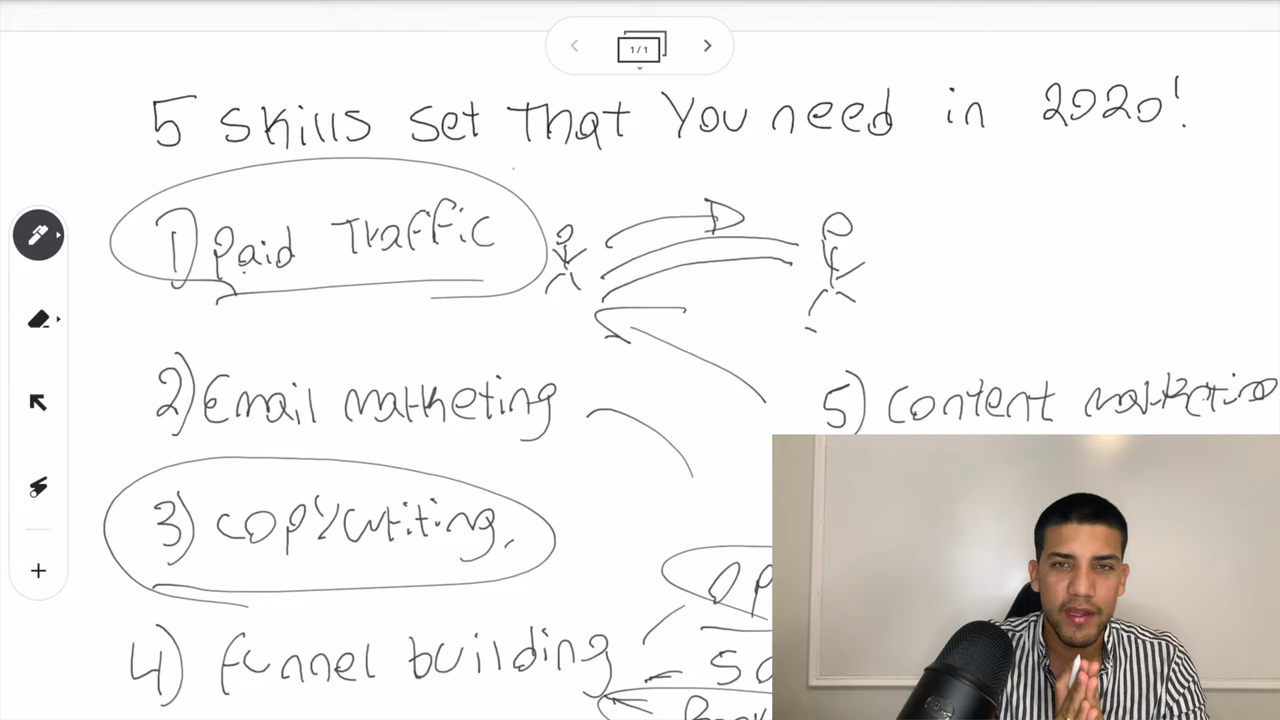 1/1
5 skills set that you need in 2020!
1) Paid Traffic
2) Email marketing
5) content marketing
3) copywriting,
OP
4) funnel building